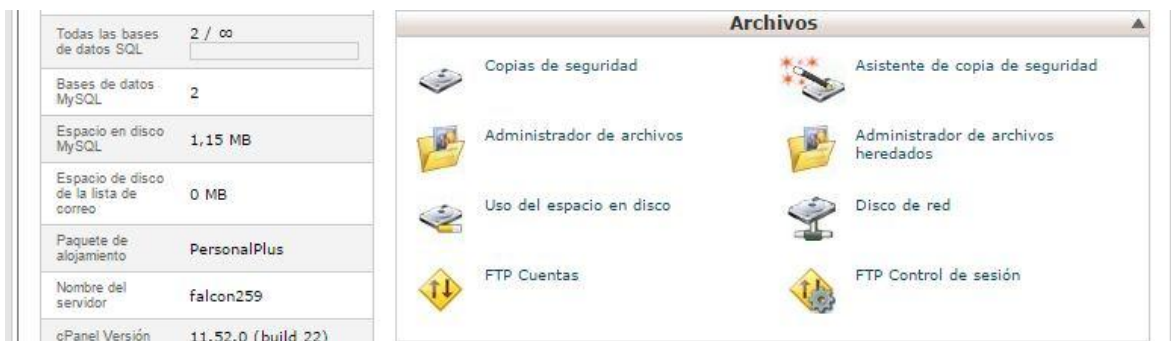 Todas las bases
de datos SQL
2 / ∞
Bases de datos
MySQL
2
Espacio en disco
MySQL
1,15 MB
Espacio de disco
de la lista de
correo
0 MB
Paquete de
alojamiento
PersonalPlus
Nombre del
servidor
falcon259
cPanel Versión
11.52.0 (build 22)
Archivos
Copias de seguridad
Asistente de copia de seguridad
Administrador de archivos
Administrador de archivos
heredados
Uso del espacio en disco
Disco de red
FTP Cuentas
FTP Control de sesión